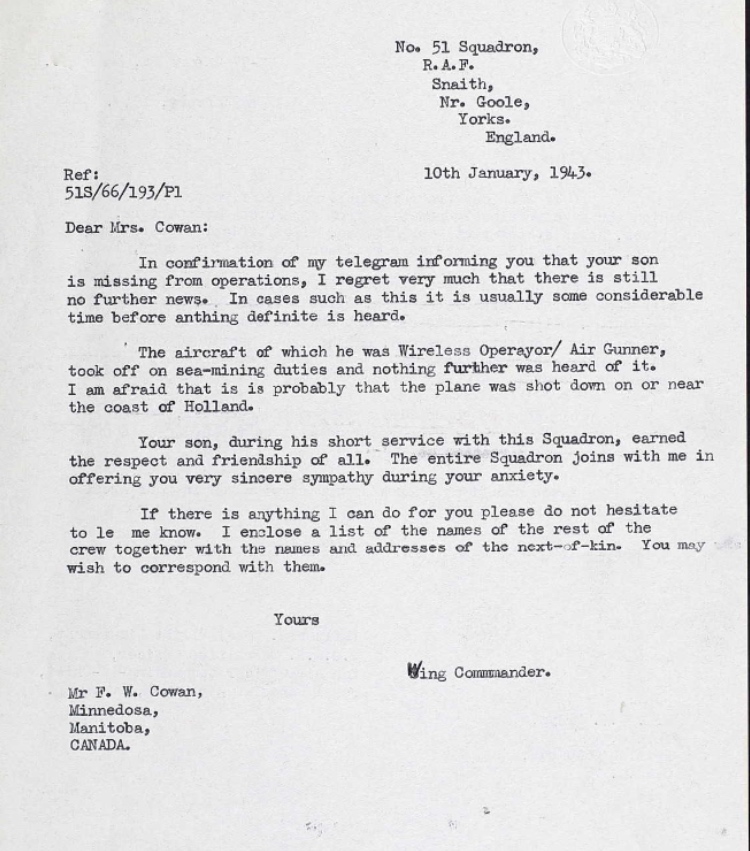 No. 51 Squadron,
R.A.F.
Snaith,
Nr. Goole,
Yorks.
England.
10th January, 1943.
Ref:
51S/66/193/P1
Dear Mrs. Cowan:
In confirmation of my telegram informing you that your son
is missing from operations, I regret very much that there is still
no further news. In cases such as this it is usually some considerable
time before anthing definite is heard.
The aircraft of which he was Wireless Operayor/ Air Gunner,
took off on sea-mining duties and nothing further was heard of it.
I am afraid that is is probably that the plane was shot down on or near
the coast of Holland.
Your son, during his short service with this Squadron, earned
the respect and friendship of all. The entire Squadron joins with me in
offering you very sincere sympathy during your anxiety.
If there is anything I can do for you please do not hesitate
to le me know. I enclose a list of the names of the rest of the
crew together with the names and addresses of the next-of-kin. You may
wish to correspond with them.
Yours
Wing Commmander.
Mr F. W. Cowan,
Minnedosa,
Manitoba,
CANADA.